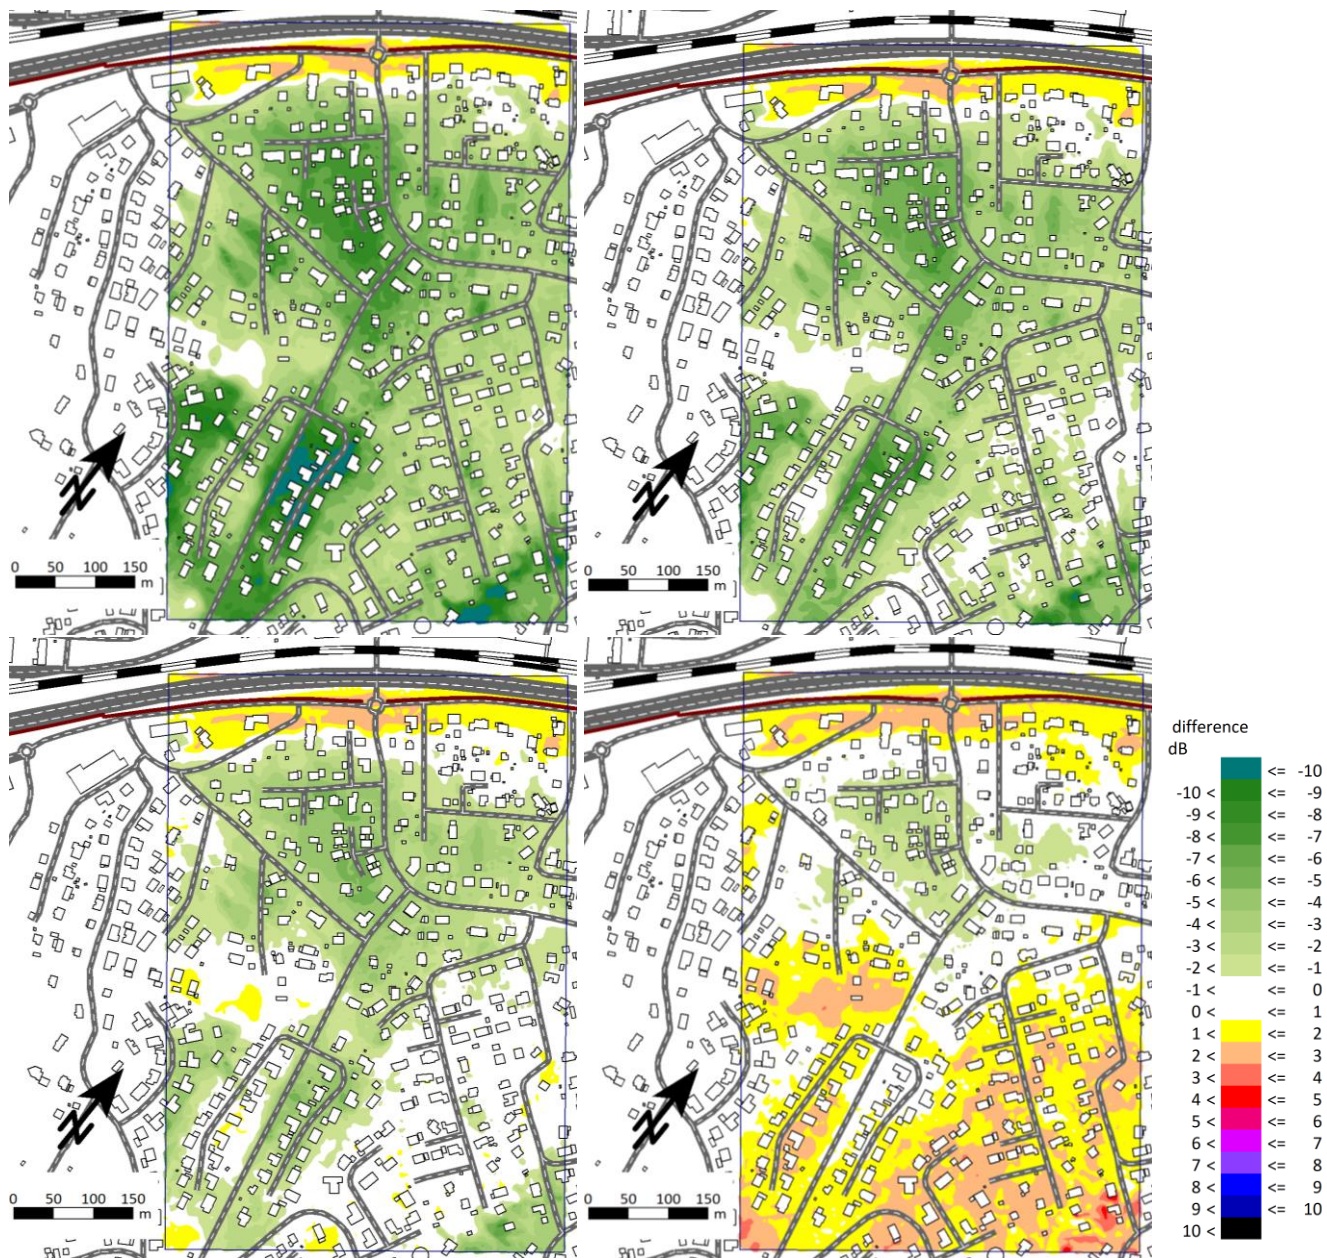 N
0 50 100 150
m
N
0 50 100 150
m
N
0 50 100 150
m
N
0 50 100 150
m
difference
dB
<= -10
-10 < <= -9
-9 < <= -8
-8 < <= -7
-7 < <= -6
-6 < <= -5
-5 < <= -4
-4 < <= -3
-3 < <= -2
-2 < <= -1
-1 < <= 0
0 < <= 1
1 < <= 2
2 < <= 3
3 < <= 4
4 < <= 5
5 < <= 6
6 < <= 7
7 < <= 8
8 < <= 9
9 < <= 10
10 <